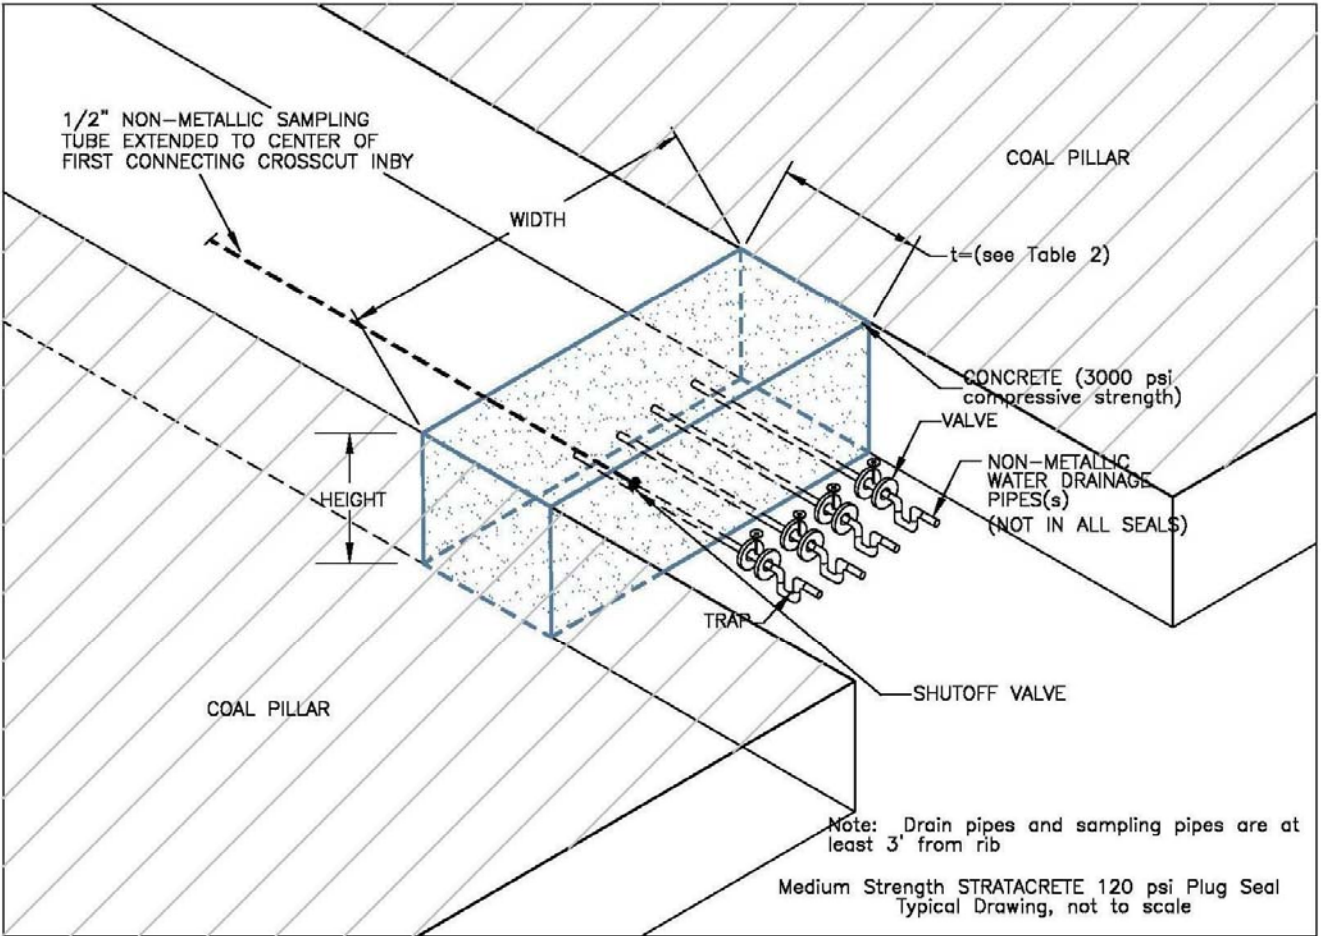 1/2" NON-METALLIC SAMPLING
TUBE EXTENDED TO CENTER OF
FIRST CONNECTING CROSSCUT INBY
COAL PILLAR
WIDTH
t=(see Table 2)
CONCRETE (3000 psi
compressive strength)
VALVE
NON-METALLIC
WATER DRAINAGE
PIPES(s)
(NOT IN ALL SEALS)
HEIGHT
TRAP
SHUTOFF VALVE
COAL PILLAR
Note: Drain pipes and sampling pipes are at
least 3' from rib
Medium Strength STRATACRETE 120 psi Plug Seal
Typical Drawing, not to scale